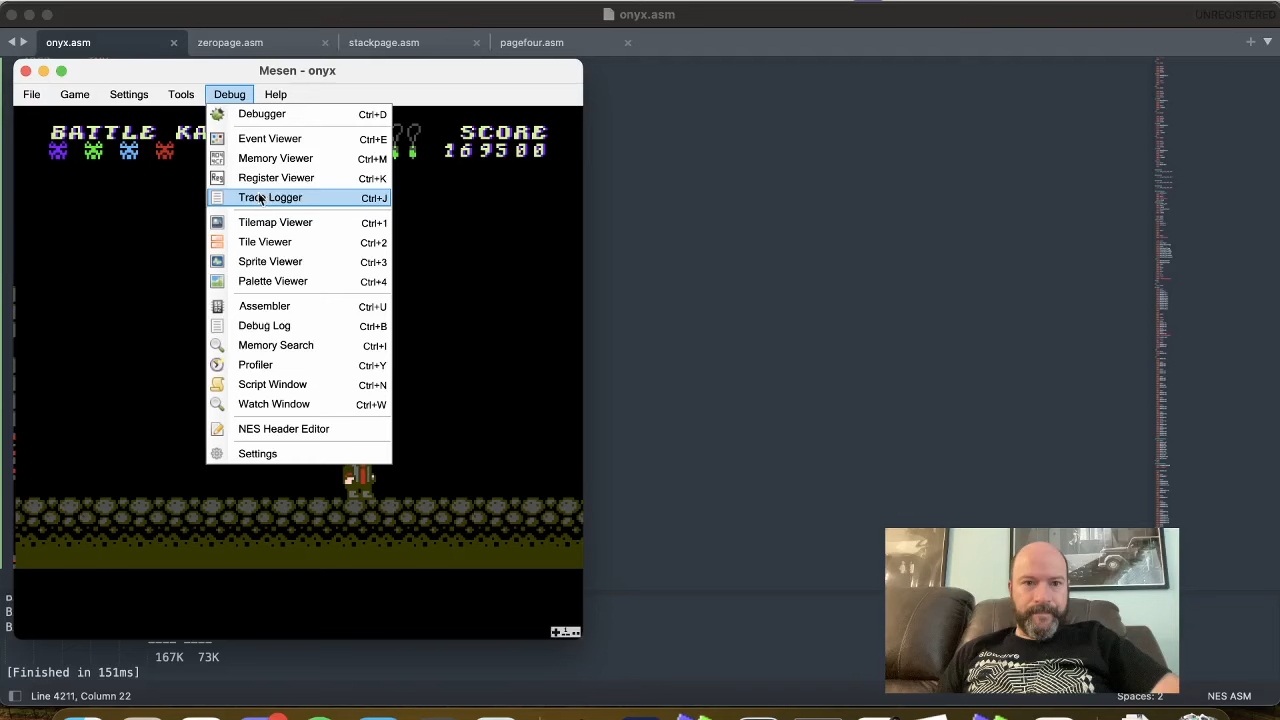 onyx.asm
UNREGISTERED
onyx.asm zeropage.asm stackpage.asm pagefour.asm
Mesen - onyx
File Game Settings Tools Debug Help
Debugger Ctrl+D
Event Viewer Ctrl+E
Memory Viewer Ctrl+M
Register Viewer Ctrl+K
Logger Ctrl+J
Tilemap Viewer Ctrl+1
Tile Viewer Ctrl+2
Sprite Viewer Ctrl+3
Palette Viewer Ctrl+4
Assembler Ctrl+U
Debug Log Ctrl+B
Memory Search Ctrl+I
Profiler Ctrl+Y
Script Window Ctrl+N
Watch Window Ctrl+W
NES Header Editor
Settings
BATTLE KA SCORE
169500
B
B
167K 73K
[Finished in 151ms]
Line 4211, Column 22
Spaces: 2
NES ASM
slowdive